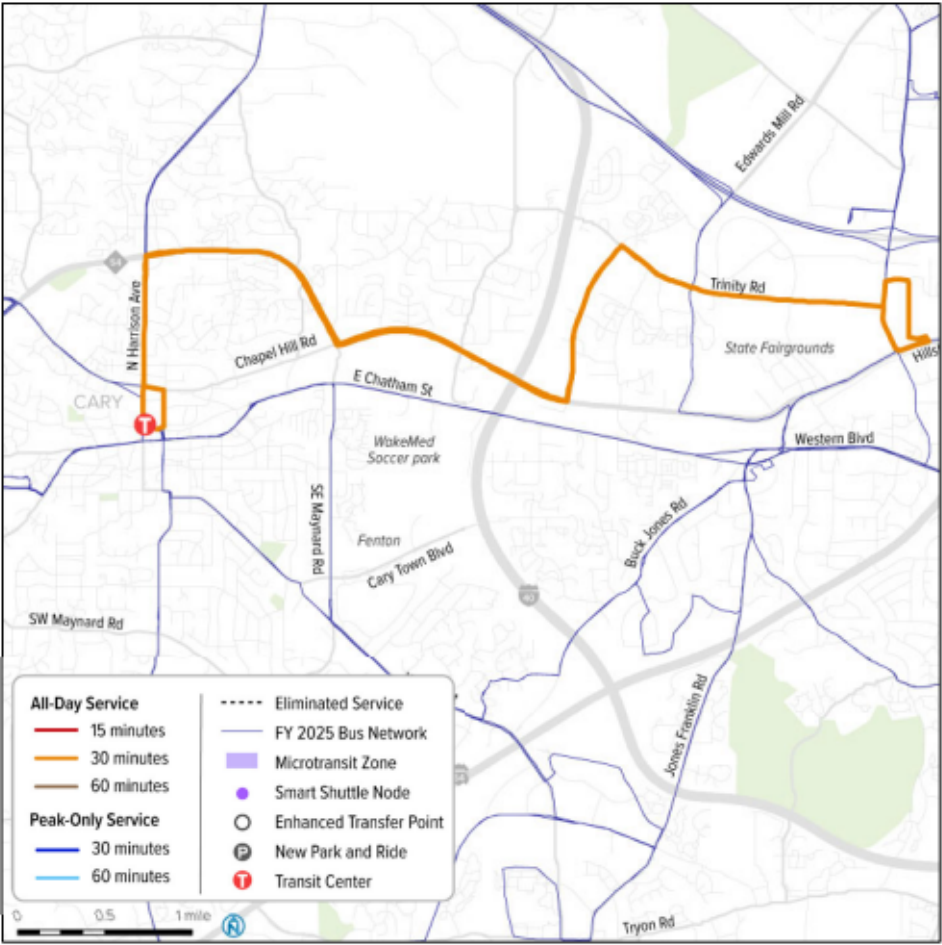 Edwards Mill Rd
54
N Harrison Ave
Trinity Rd
Chapel Hill Rd
State Fairgrounds
Hills
E Chatham St
CARY
T
WakeMed
Soccer park
Western Blvd
SE Maynard Rd
Buck Jones Rd
Fenton
Cary Town Blvd
40
SW Maynard Rd
Jones Franklin Rd
All-Day Service
15 minutes
30 minutes
60 minutes
Peak-Only Service
30 minutes
60 minutes
Eliminated Service
FY 2025 Bus Network
Microtransit Zone
Smart Shuttle Node
Enhanced Transfer Point
P New Park and Ride
T Transit Center
0 0.5 1 mile
N
Tryon Rd